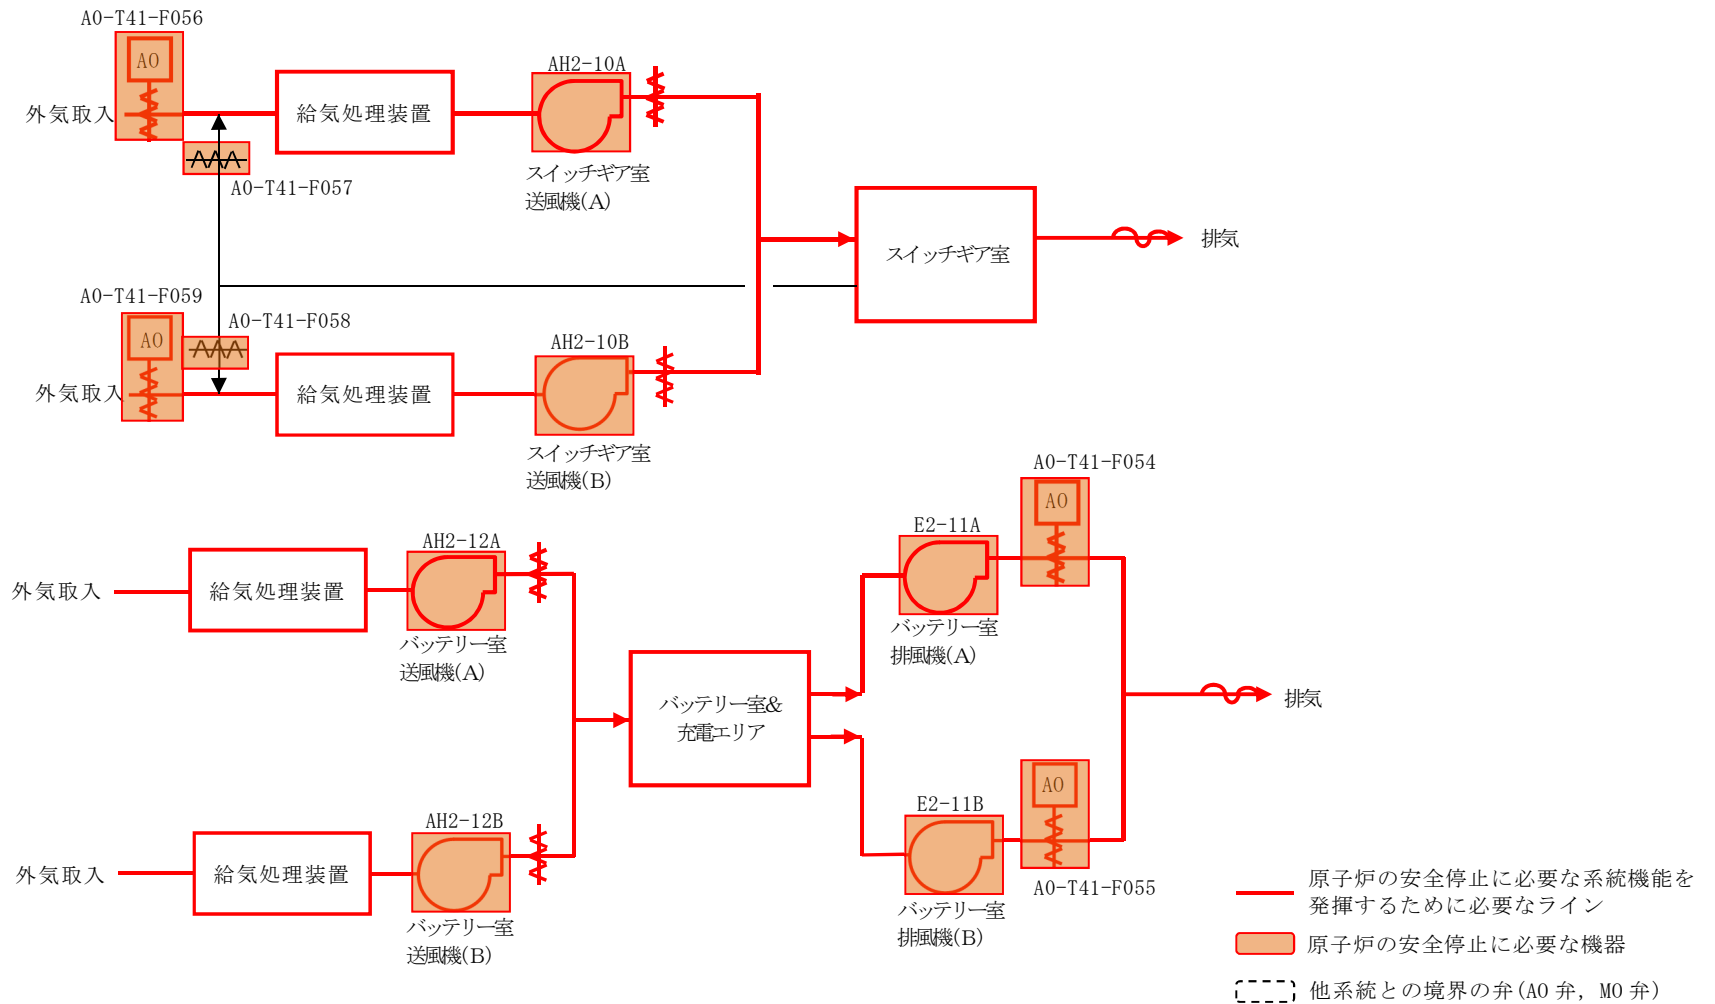 AO-T41-F056
AO
外気取入
給気処理装置
AH2-10A
スイッチギア室
送風機(A)
AO-T41-F057
スイッチギア室
排気
AO-T41-F059
AO-T41-F058
AO
外気取入
給気処理装置
AH2-10B
スイッチギア室
送風機(B)
AO-T41-F054
AO
E2-11A
バッテリー室
排風機(A)
AH2-12A
外気取入
給気処理装置
バッテリー室
送風機(A)
バッテリー室&
充電エリア
排気
AH2-12B
外気取入
給気処理装置
バッテリー室
送風機(B)
E2-11B
AO
AO-T41-F055
バッテリー室
排風機(B)
原子炉の安全停止に必要な系統機能を
発揮するために必要なライン
原子炉の安全停止に必要な機器
他系統との境界の弁(AO 弁, MO 弁)